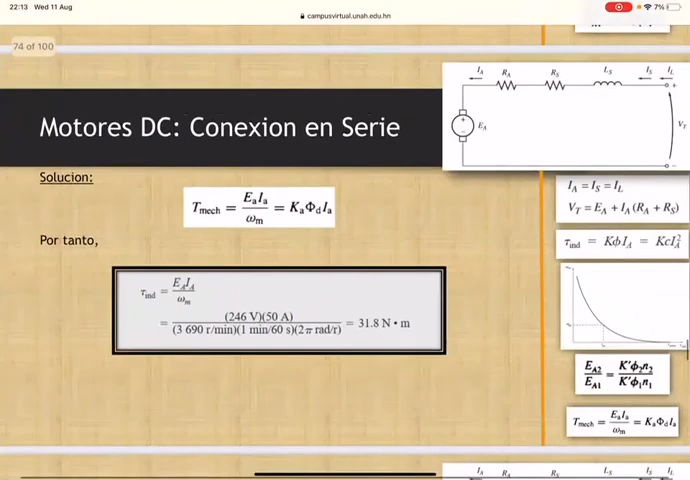 22:13 Wed 11 Aug
7%
campusvirtual.unah.edu.hn
74 of 100
Motores DC: Conexion en Serie
I_A R_A R_S L_S I_S I_L
+
E_A
V_T
−
Solucion:
T_mech = E_a I_a / ω_m = K_a Φ_d I_a
Por tanto,
τ_ind = E_A I_A / ω_m
= (246 V)(50 A) / (3 690 r/min)(1 min/60 s)(2π rad/r) = 31.8 N • m
I_A = I_S = I_L
V_T = E_A + I_A (R_A + R_S)
τ_ind = KϕI_A = KcI_A²
E_A2 / E_A1 = K'ϕ₂n₂ / K'ϕ₁n₁
T_mech = E_a I_a / ω_m = K_a Φ_d I_a
I_A R_A R_S L_S I_S I_L